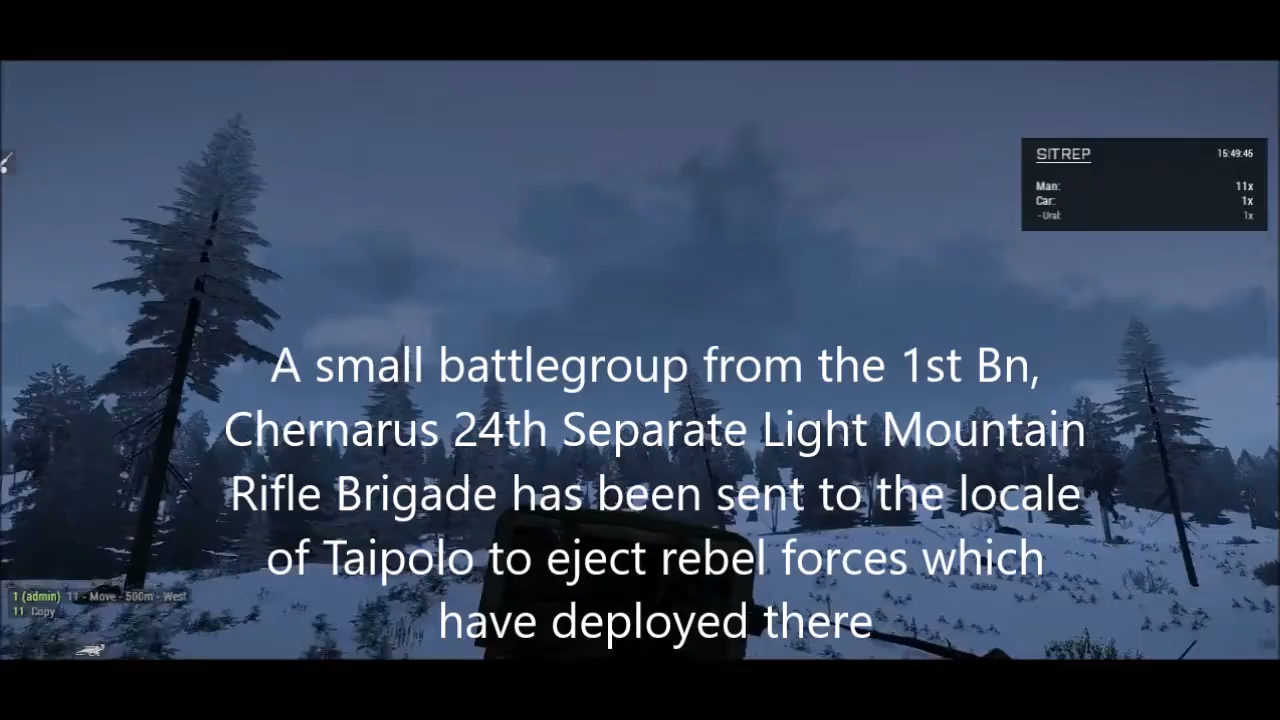 SITREP 15:49:45
Man: 11x
Car: 1x
- Ural: 1x
A small battlegroup from the 1st Bn,
Chernarus 24th Separate Light Mountain
Rifle Brigade has been sent to the locale
of Taipolo to eject rebel forces which
have deployed there
1 (admin) 11 - Move - 500m - West
11 Copy